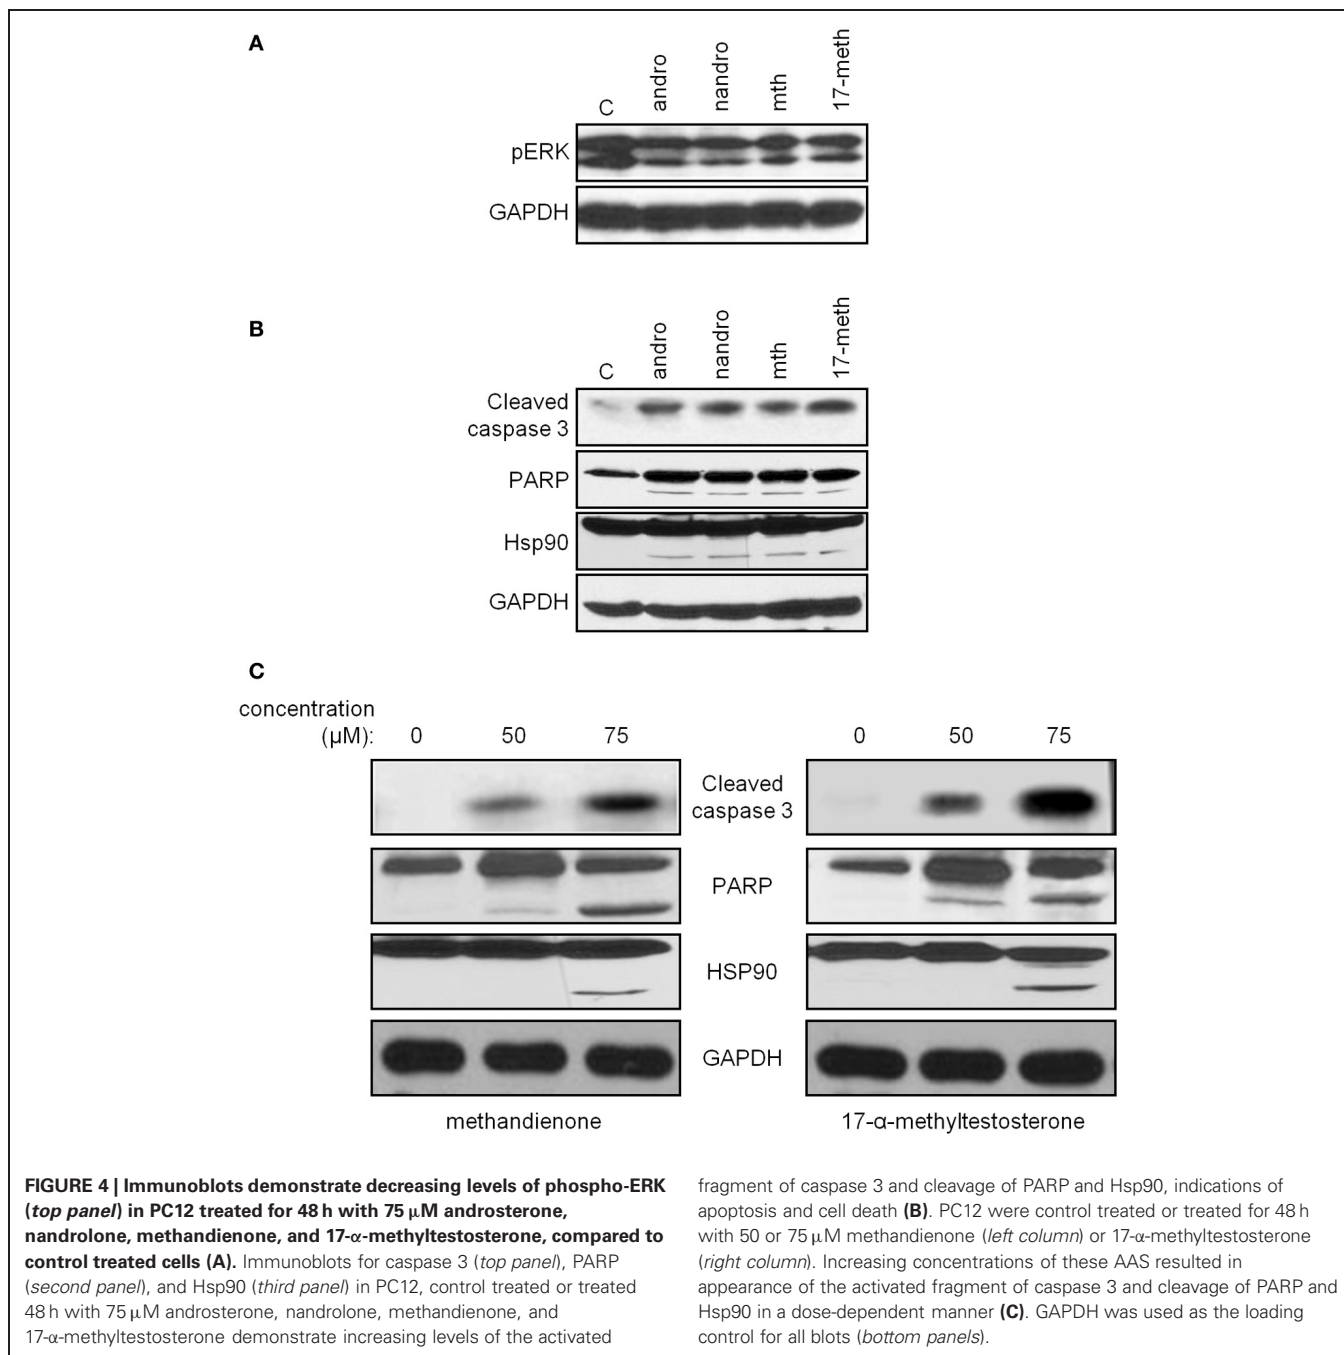 A
C
andro
nandro
mth
17-meth
pERK
GAPDH
B
C
andro
nandro
mth
17-meth
Cleaved
caspase 3
PARP
Hsp90
GAPDH
C
concentration
(µM):
0
50
75
0
50
75
Cleaved
caspase 3
PARP
HSP90
GAPDH
methandienone
17-α-methyltestosterone
FIGURE 4 | Immunoblots demonstrate decreasing levels of phospho-ERK
(top panel) in PC12 treated for 48 h with 75 µM androsterone,
nandrolone, methandienone, and 17-α-methyltestosterone, compared to
control treated cells (A). Immunoblots for caspase 3 (top panel), PARP
(second panel), and Hsp90 (third panel) in PC12, control treated or treated
48 h with 75 µM androsterone, nandrolone, methandienone, and
17-α-methyltestosterone demonstrate increasing levels of the activated
fragment of caspase 3 and cleavage of PARP and Hsp90, indications of
apoptosis and cell death (B). PC12 were control treated or treated for 48 h
with 50 or 75 µM methandienone (left column) or 17-α-methyltestosterone
(right column). Increasing concentrations of these AAS resulted in
appearance of the activated fragment of caspase 3 and cleavage of PARP and
Hsp90 in a dose-dependent manner (C). GAPDH was used as the loading
control for all blots (bottom panels).